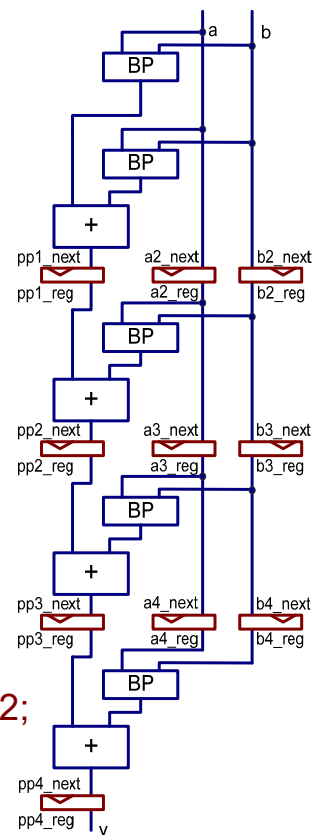 a b
BP
BP
+
pp1_next a2_next b2_next
pp1_reg a2_reg b2_reg
BP
+
pp2_next a3_next b3_next
pp2_reg a3_reg b3_reg
BP
+
pp3_next a4_next b4_next
pp3_reg a4_reg b4_reg
BP
2;
+
pp4_next
pp4_reg
y